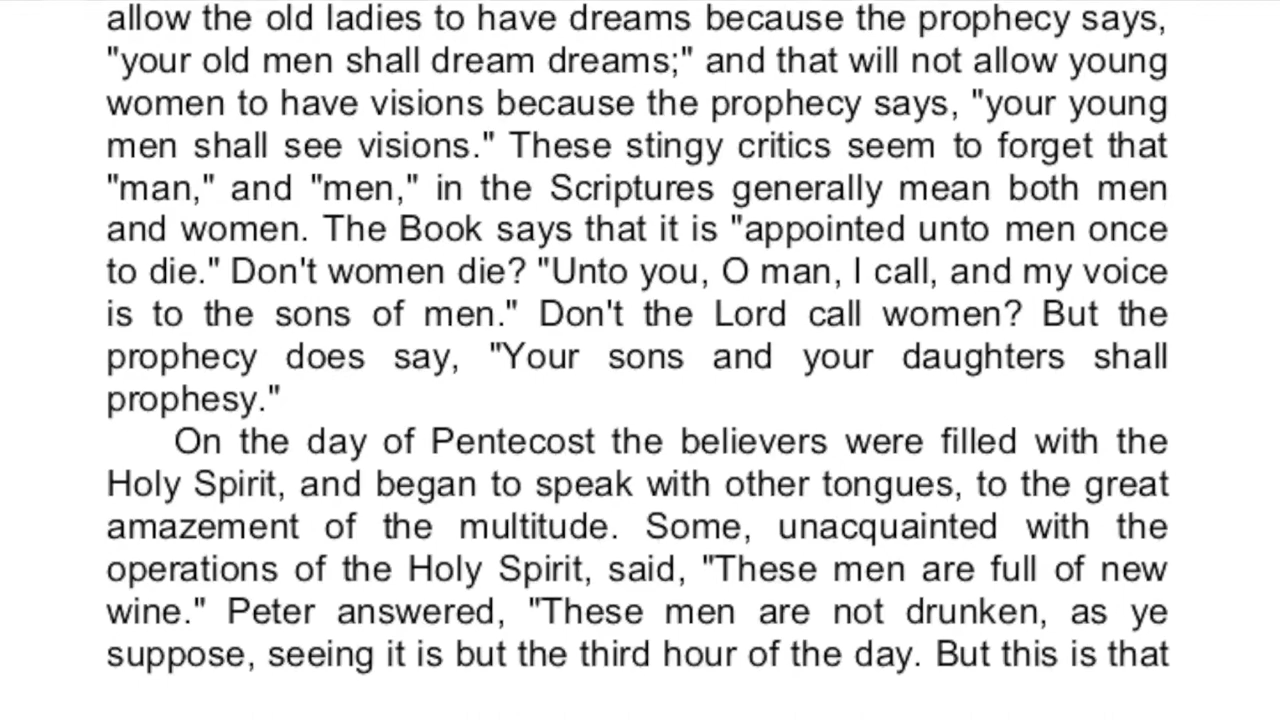 allow the old ladies to have dreams because the prophecy says,
"your old men shall dream dreams;" and that will not allow young
women to have visions because the prophecy says, "your young
men shall see visions." These stingy critics seem to forget that
"man," and "men," in the Scriptures generally mean both men
and women. The Book says that it is "appointed unto men once
to die." Don't women die? "Unto you, O man, I call, and my voice
is to the sons of men." Don't the Lord call women? But the
prophecy does say, "Your sons and your daughters shall
prophesy."
On the day of Pentecost the believers were filled with the
Holy Spirit, and began to speak with other tongues, to the great
amazement of the multitude. Some, unacquainted with the
operations of the Holy Spirit, said, "These men are full of new
wine." Peter answered, "These men are not drunken, as ye
suppose, seeing it is but the third hour of the day. But this is that